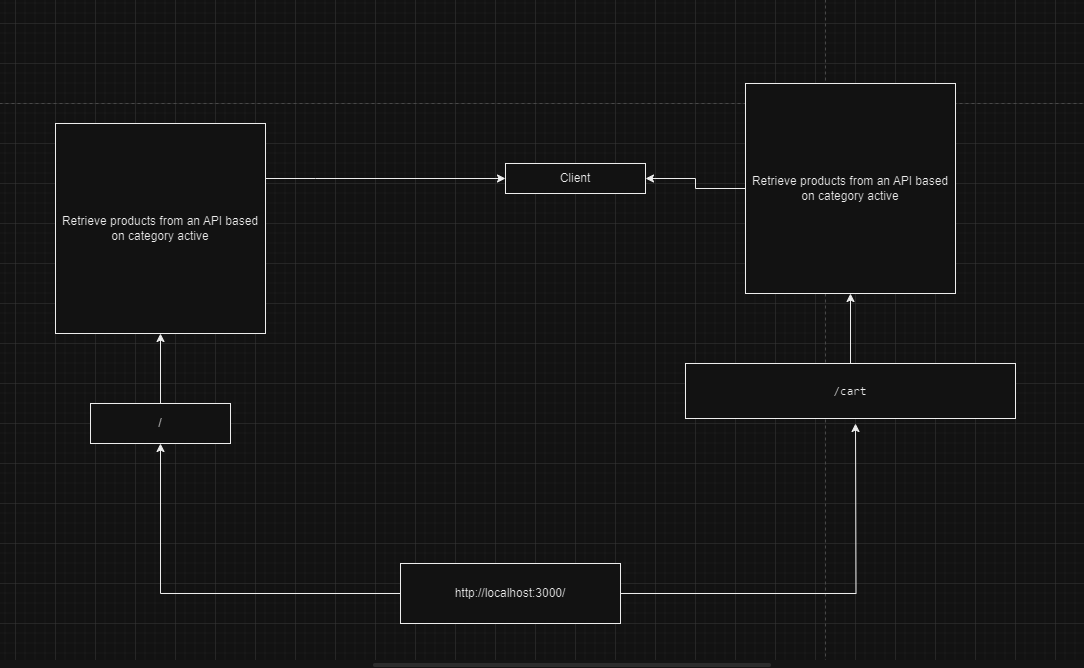 Client
Retrieve products from an API based
on category active
Retrieve products from an API based
on category active
/cart
/
http://localhost:3000/